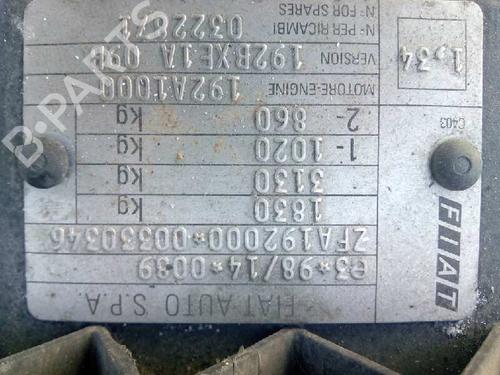 FIAT AUTO S.P.A.
e3*98/14*0039
ZFA192000*00330346
1830 kg
3130 kg
1- 1020 kg
2- 860 kg
MOTORE-ENGINE 192A1000
VERSION 192BXE1A
N° PER RICAMBI
N° FOR SPARES
FIAT
C403
1,34
B-PARTS